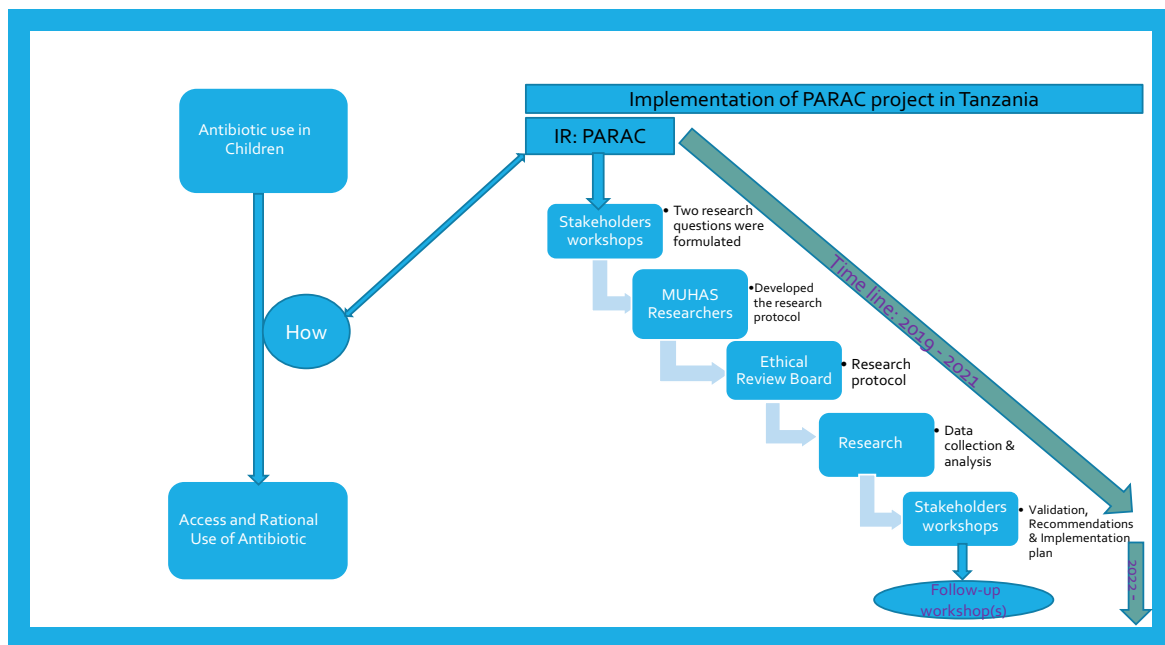 Implementation of PARAC project in Tanzania
Antibiotic use in
Children
IR: PARAC
Stakeholders
workshops
• Two research
questions were
formulated
Time line: 2019 - 2021
MUHAS
Researchers
•Developed
the research
protocol
How
Ethical
Review Board
• Research
protocol
Research
• Data
collection &
analysis
Access and Rational
Use of Antibiotic
Stakeholders
workshops
• Validation,
Recommendations
& Implementation
plan
2022 -
Follow-up
workshop(s)